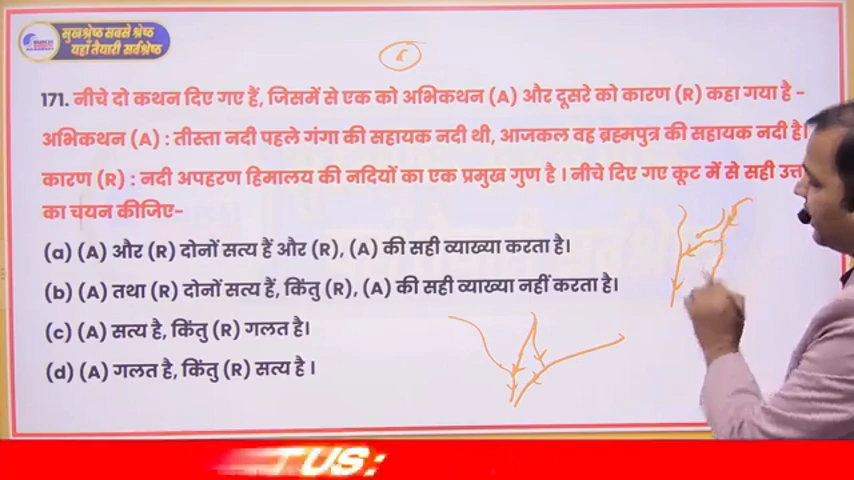 सुखश्रेष्ठ सबसे श्रेष्ठ
यहाँ तैयारी सर्वश्रेष्ठ
171. नीचे दो कथन दिए गए हैं, जिसमें से एक को अभिकथन (A) और दूसरे को कारण (R) कहा गया है -
अभिकथन (A) : तीस्ता नदी पहले गंगा की सहायक नदी थी, आजकल वह ब्रह्मपुत्र की सहायक नदी है।
कारण (R) : नदी अपहरण हिमालय की नदियों का एक प्रमुख गुण है । नीचे दिए गए कूट में से सही उत्त
का चयन कीजिए-
(a) (A) और (R) दोनों सत्य हैं और (R), (A) की सही व्याख्या करता है।
(b) (A) तथा (R) दोनों सत्य हैं, किंतु (R), (A) की सही व्याख्या नहीं करता है।
(c) (A) सत्य है, किंतु (R) गलत है।
(d) (A) गलत है, किंतु (R) सत्य है ।
US: